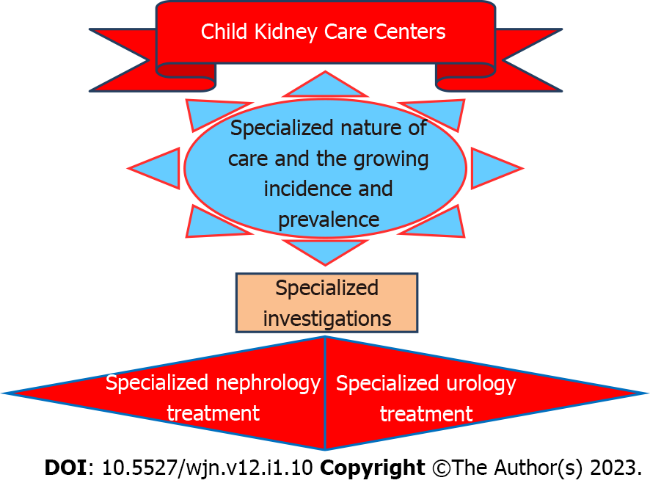 Child Kidney Care Centers
Specialized nature of
care and the growing
incidence and
prevalence
Specialized
investigations
Specialized nephrology
treatment
Specialized urology
treatment
DOI: 10.5527/wjn.v12.i1.10 Copyright ©The Author(s) 2023.